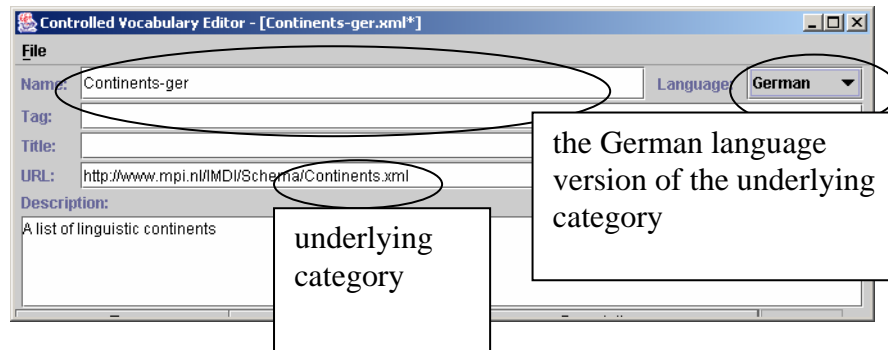 Controlled Vocabulary Editor - [Continents-ger.xml*]
File
Name: Continents-ger Language: German
Tag:
Title:
URL: http://www.mpi.nl/IMDI/Schema/Continents.xml
Description:
A list of linguistic continents
the German language
version of the underlying
category
underlying
category